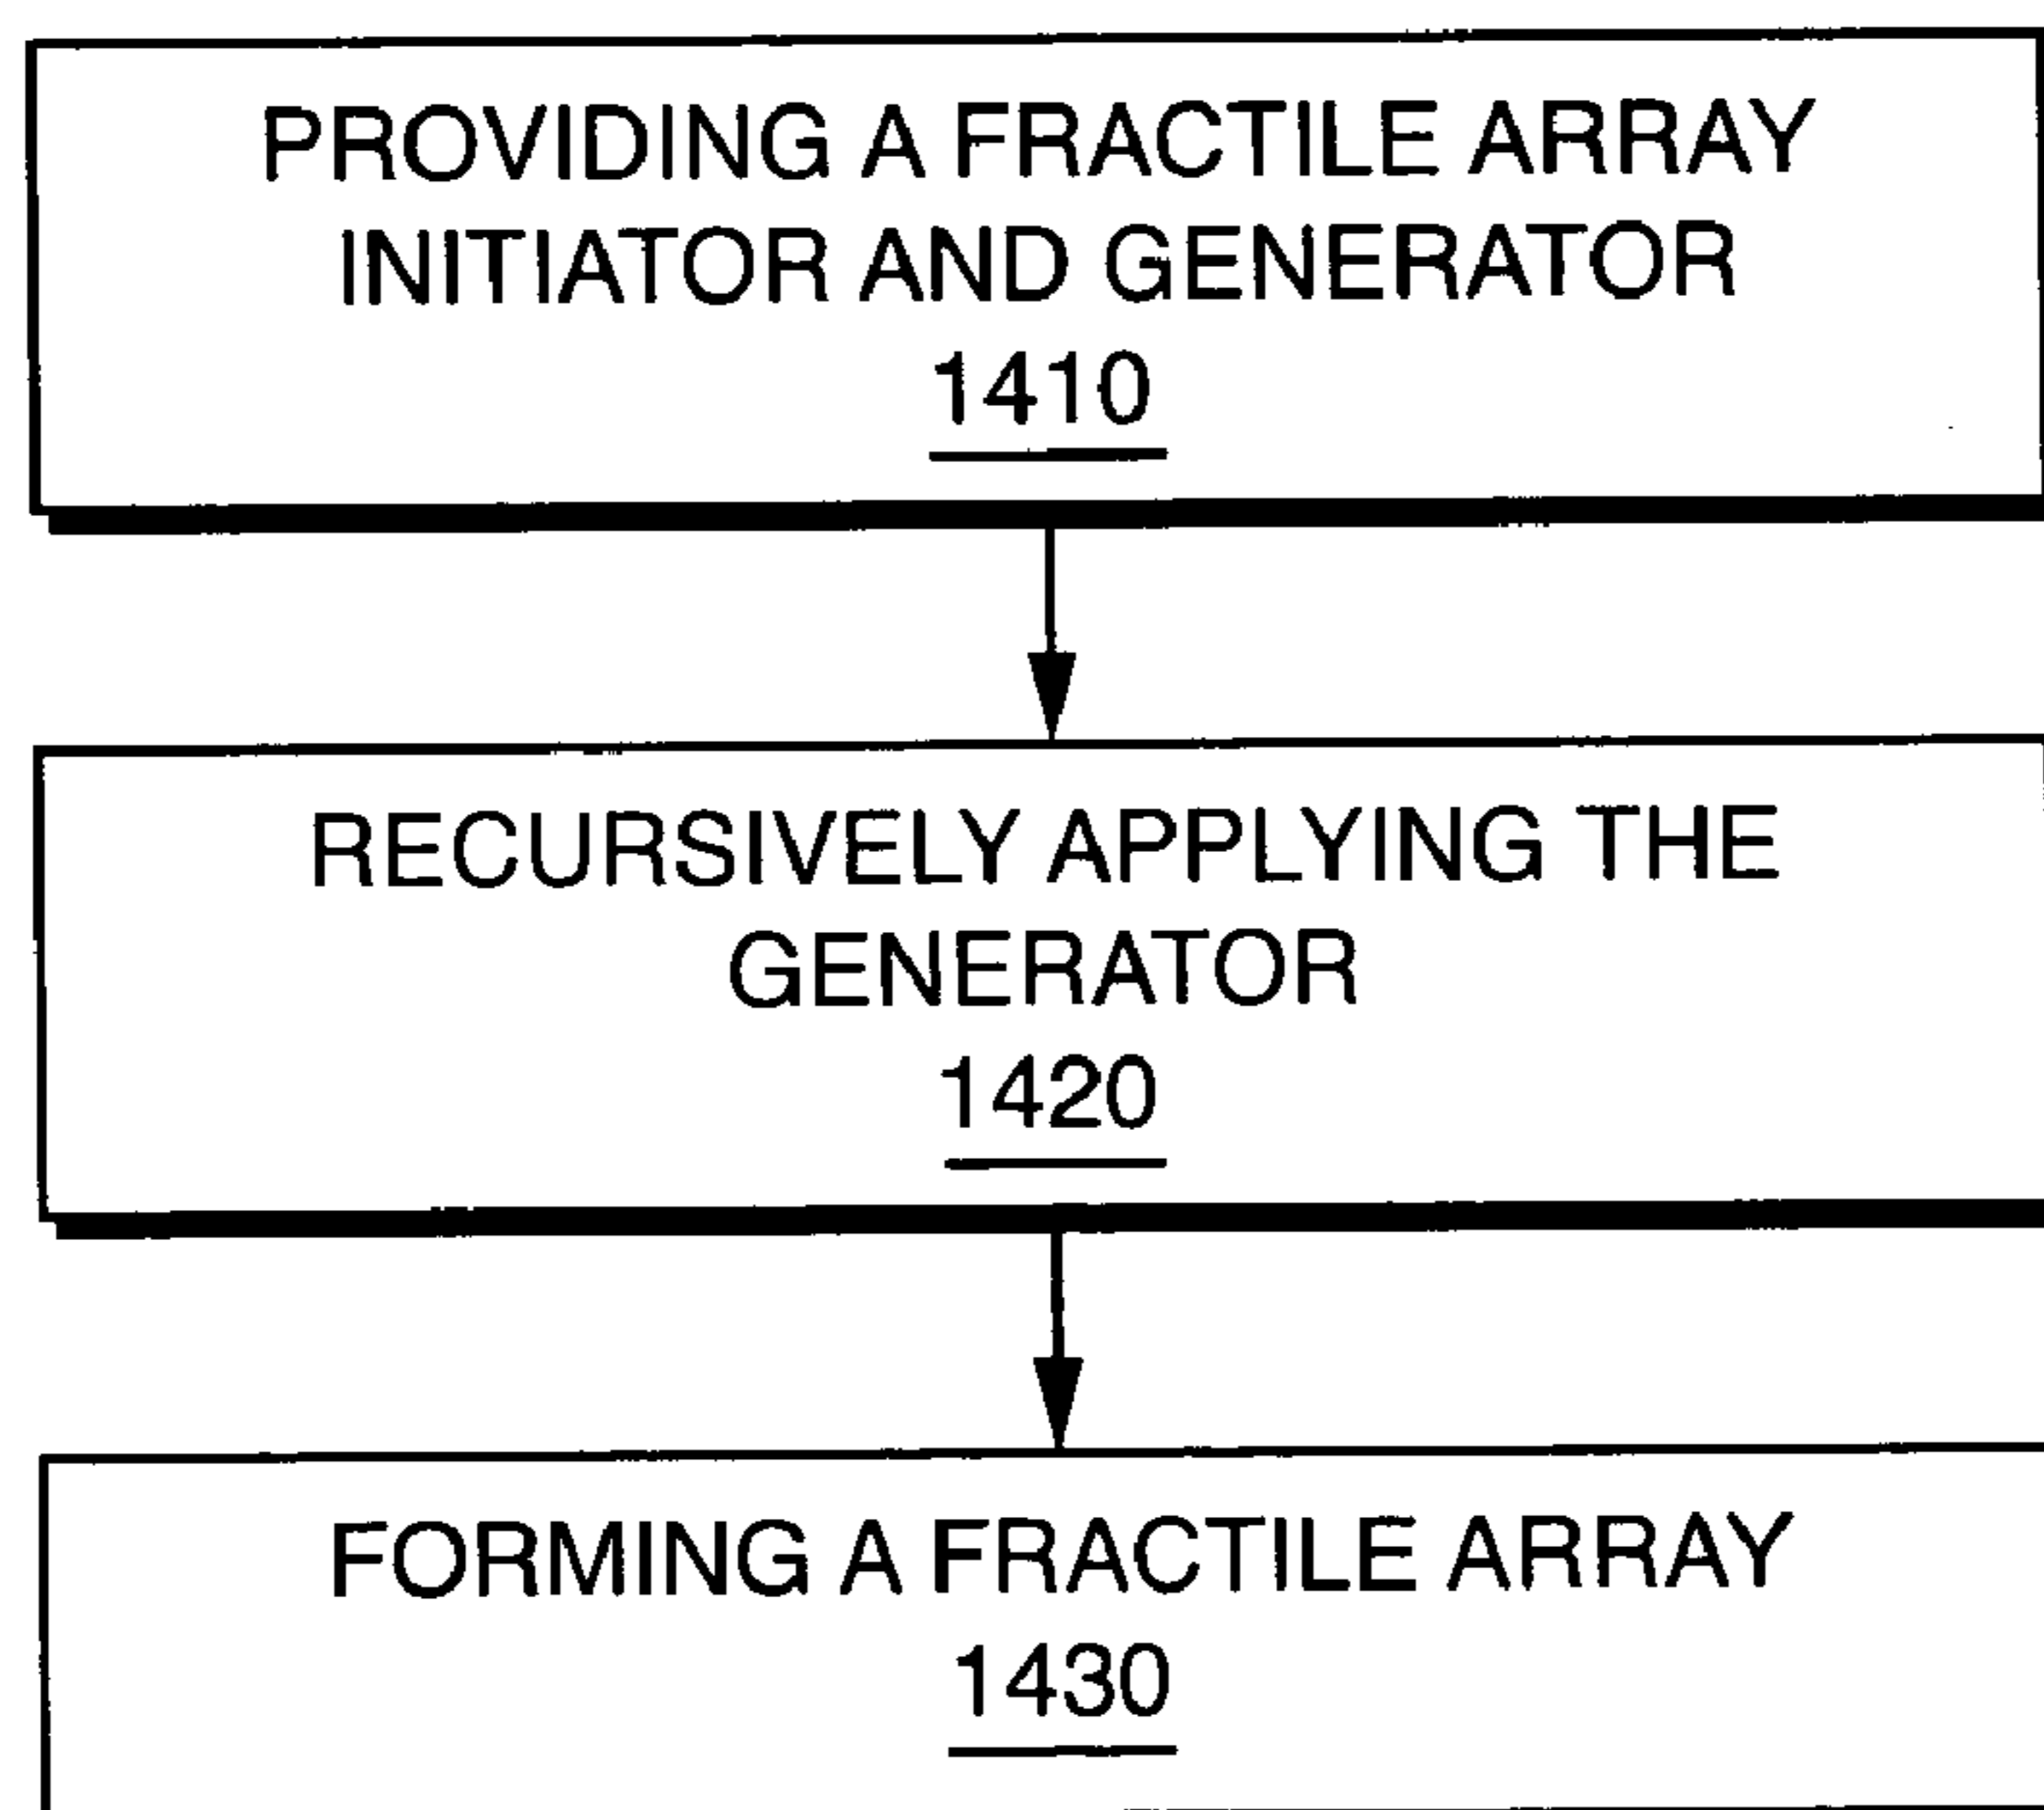 PROVIDING A FRACTILE ARRAY
INITIATOR AND GENERATOR
1410
RECURSIVELY APPLYING THE
GENERATOR
1420
FORMING A FRACTILE ARRAY
1430